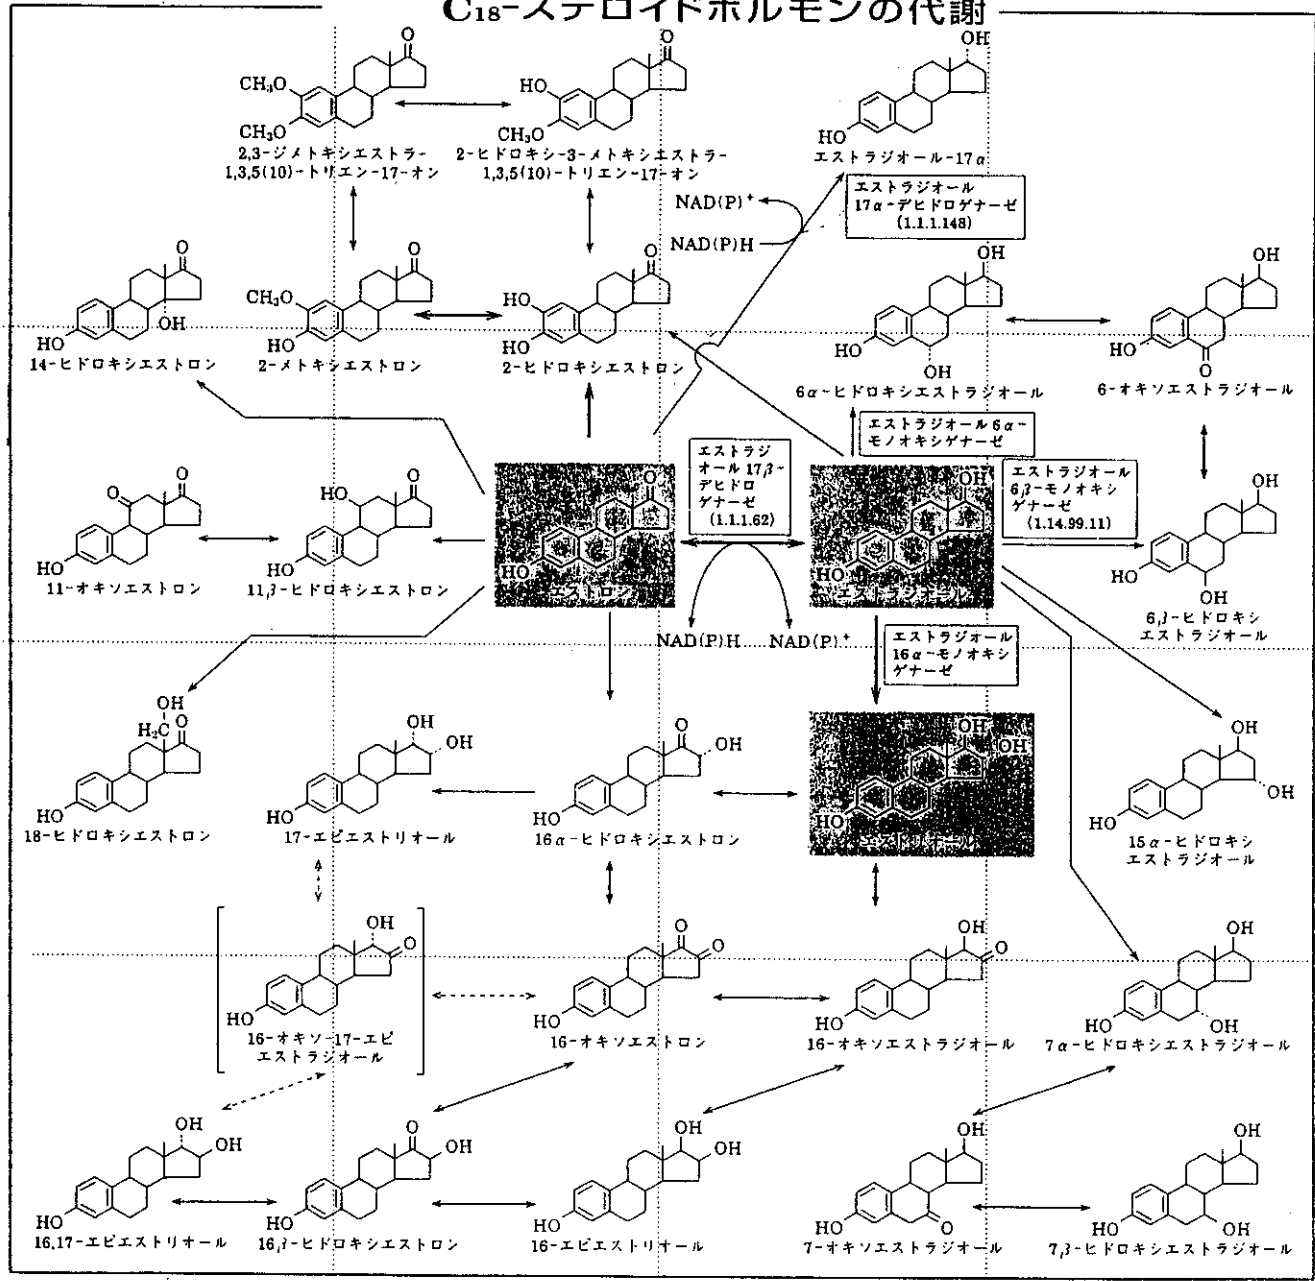 C₁₈-ステロイドホルモンの代謝
O
CH₃O
CH₃O
2,3-ジメトキシエストラ-
1,3,5(10)-トリエン-17-オン
O
HO
CH₃O
2-ヒドロキシ-3-メトキシエストラ-
1,3,5(10)-トリエン-17-オン
OH
HO
エストラジオール-17α
エストラジオール
17α-デヒドロゲナーゼ
(1.1.1.148)
NAD(P)⁺
NAD(P)H
O
OH
HO
14-ヒドロキシエストロン
O
CH₃O
HO
2-メトキシエストロン
O
HO
HO
2-ヒドロキシエストロン
OH
HO
OH
6α-ヒドロキシエストラジオール
OH
HO
O
6-オキソエストラジオール
エストラジオール 6α-
モノオキシゲナーゼ
エストラジ
オール 17β-
デヒドロ
ゲナーゼ
(1.1.1.62)
エストラジオール
6β-モノオキシ
ゲナーゼ
(1.14.99.11)
O
O
HO
11-オキソエストロン
HO
O
HO
11β-ヒドロキシエストロン
O
HO
エストロン
OH
HO
エストラジオール
OH
HO
OH
6β-ヒドロキシ
エストラジオール
NAD(P)H
NAD(P)⁺
エストラジオール
16α-モノオキシ
ゲナーゼ
OH
H₂C
O
HO
18-ヒドロキシエストロン
OH
OH
HO
17-エピエストリオール
O
OH
HO
16α-ヒドロキシエストロン
OH
OH
HO
エストリオール
OH
OH
HO
15α-ヒドロキシ
エストラジオール
OH
O
HO
16-オキソ-17-エピ
エストラジオール
O
O
HO
16-オキソエストロン
OH
O
HO
16-オキソエストラジオール
OH
HO
OH
7α-ヒドロキシエストラジオール
OH
OH
HO
16,17-エピエストリオール
O
OH
HO
16β-ヒドロキシエストロン
OH
OH
HO
16-エピエストリオール
OH
HO
O
7-オキソエストラジオール
OH
HO
OH
7β-ヒドロキシエストラジオール